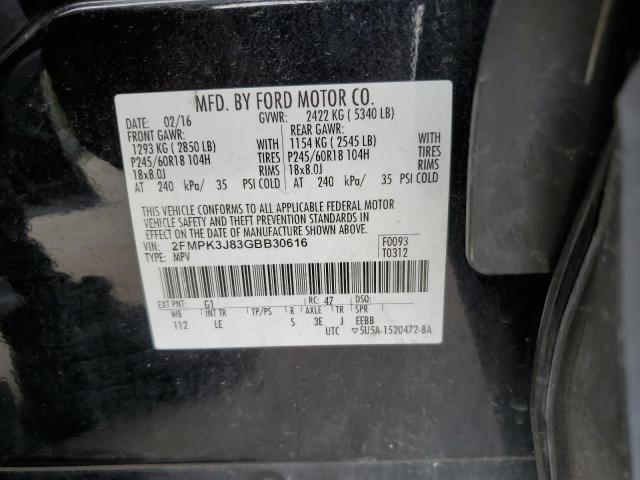 MFD. BY FORD MOTOR CO.
DATE: 02/16 GVWR: 2422 KG ( 5340 LB)
FRONT GAWR: REAR GAWR:
1293 KG ( 2850 LB) WITH 1154 KG ( 2545 LB) WITH
P245/60R18 104H TIRES P245/60R18 104H TIRES
18x8.0J RIMS 18x8.0J RIMS
AT 240 kPa/ 35 PSI COLD AT 240 kPa/ 35 PSI COLD
THIS VEHICLE CONFORMS TO ALL APPLICABLE FEDERAL MOTOR
VEHICLE SAFETY AND THEFT PREVENTION STANDARDS IN
EFFECT ON THE DATE OF MANUFACTURE SHOWN ABOVE.
VIN: 2FMPK3J83GBB30616 F0093
TYPE: MPV T0312
EXT PNT: G1 RC: 47 DSO:
WB INT TR TP/PS R AXLE TR SPR
112 LE S 3E J EEBB
UTC ▽5U5A-1520472-BA